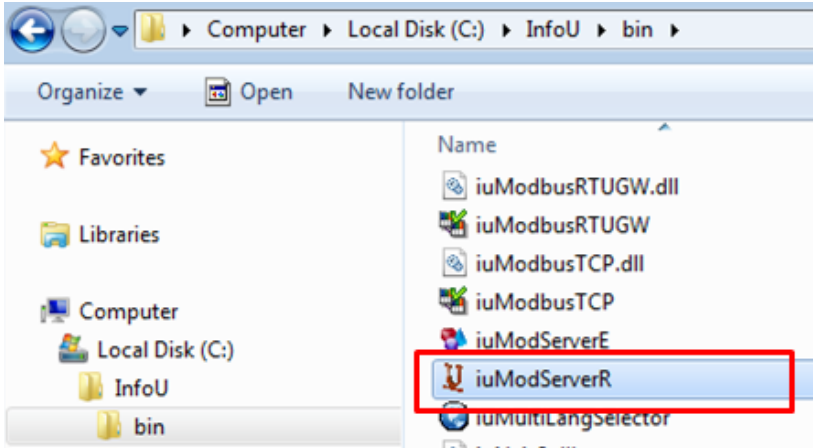 Computer Local Disk (C:) InfoU bin
Organize Open New folder
Favorites
Libraries
Computer
Local Disk (C:)
InfoU
bin
Name
iuModbusRTUGW.dll
iuModbusRTUGW
iuModbusTCP.dll
iuModbusTCP
iuModServerE
iuModServerR
iuMultiLangSelector